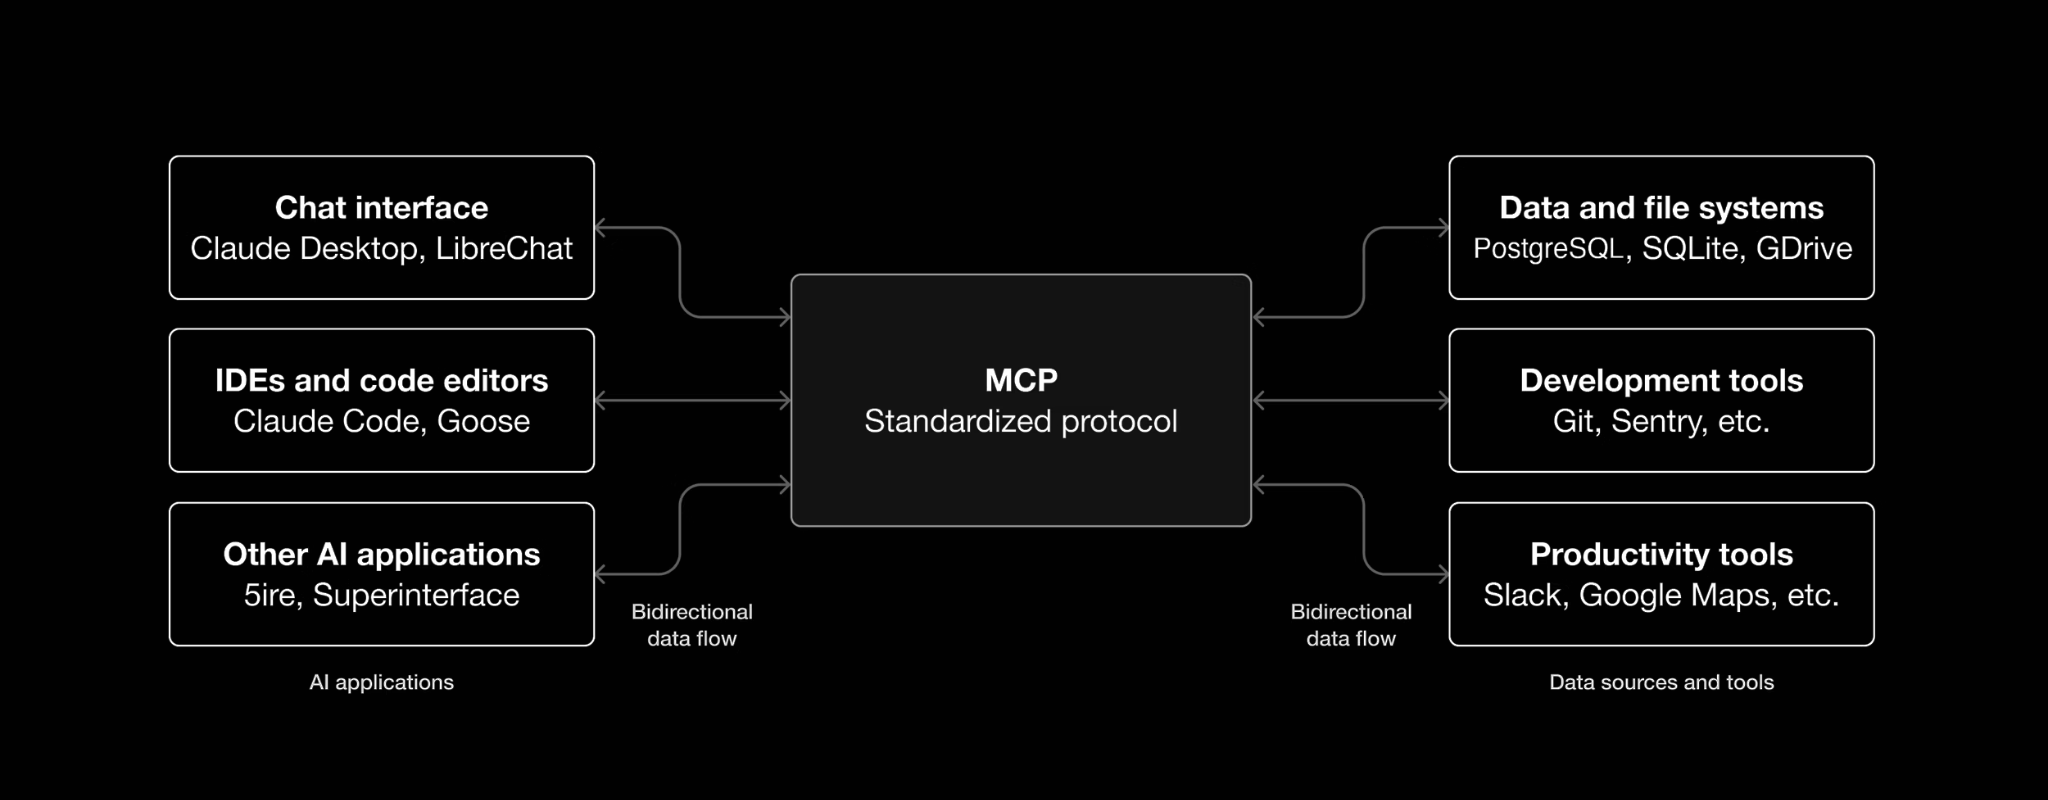 Chat interface
Claude Desktop, LibreChat
IDEs and code editors
Claude Code, Goose
Other AI applications
5ire, Superinterface
AI applications
Bidirectional
data flow
MCP
Standardized protocol
Bidirectional
data flow
Data and file systems
PostgreSQL, SQLite, GDrive
Development tools
Git, Sentry, etc.
Productivity tools
Slack, Google Maps, etc.
Data sources and tools